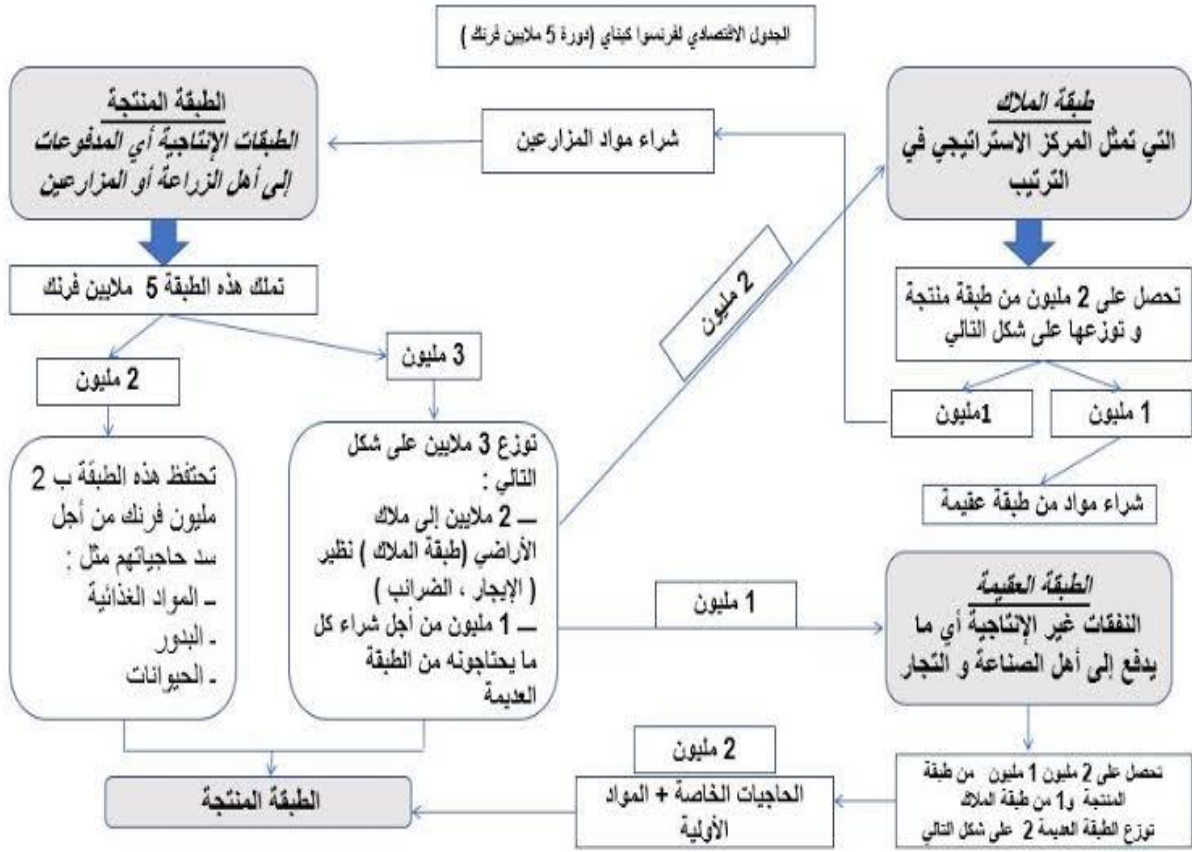 الجدول الاقتصادي لفرنسوا كيناي (دورة 5 ملايين فرنك )
طبقة الملاك
التي تمثل المركز الاستراتيجي في
الترتيب
شراء مواد المزارعين
الطبقة المنتجة
الطبقات الإنتاجية أي المدفوعات
إلى أهل الزراعة أو المزارعين
تملك هذه الطبقة 5 ملايين فرنك
3 مليون
2 مليون
2 مليون
تحصل على 2 مليون من طبقة منتجة
و توزعها على شكل التالي
1 مليون
1مليون
شراء مواد من طبقة عقيمة
توزع 3 ملايين على شكل
التالي :
ـــ 2 ملايين إلى ملاك
الأراضي (طبقة الملاك ) نظير
( الإيجار ، الضرائب )
ـــ 1 مليون من أجل شراء كل
ما يحتاجونه من الطبقة
العديمة
تحتفظ هذه الطبقة ب 2
مليون فرنك من أجل
سد حاجياتهم مثل :
ـ المواد الغذائية
ـ البدور
ـ الحيوانات
1 مليون
الطبقة العقيمة
النفقات غير الإنتاجية أي ما
يدفع إلى أهل الصناعة و التجار
تحصل على 2 مليون 1 مليون من طبقة
المنتجة و1 من طبقة الملاك
توزع الطبقة العديمة 2 على شكل التالي
2 مليون
الحاجيات الخاصة + المواد
الأولية
الطبقة المنتجة